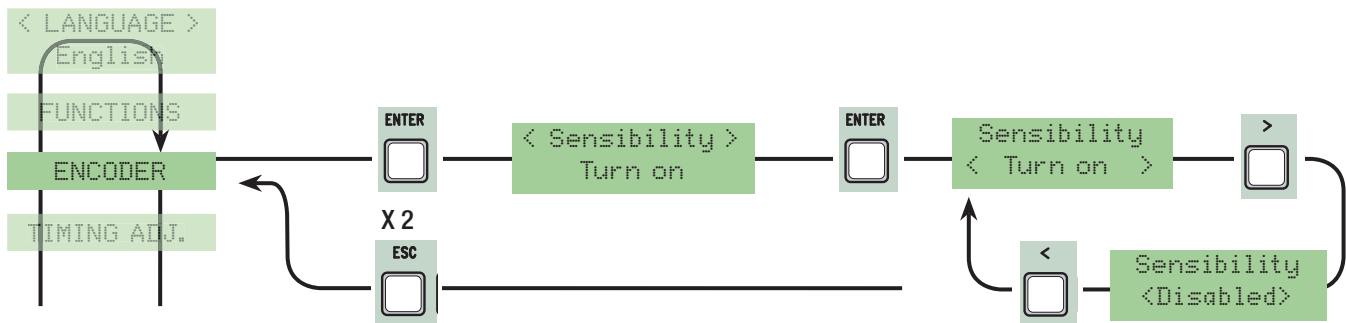 < LANGUAGE >
English
FUNCTIONS
ENCODER
TIMING ADJ.
ENTER
< Sensibility >
Turn on
ENTER
Sensibility
< Turn on >
>
X 2
ESC
<
Sensibility
<Disabled>